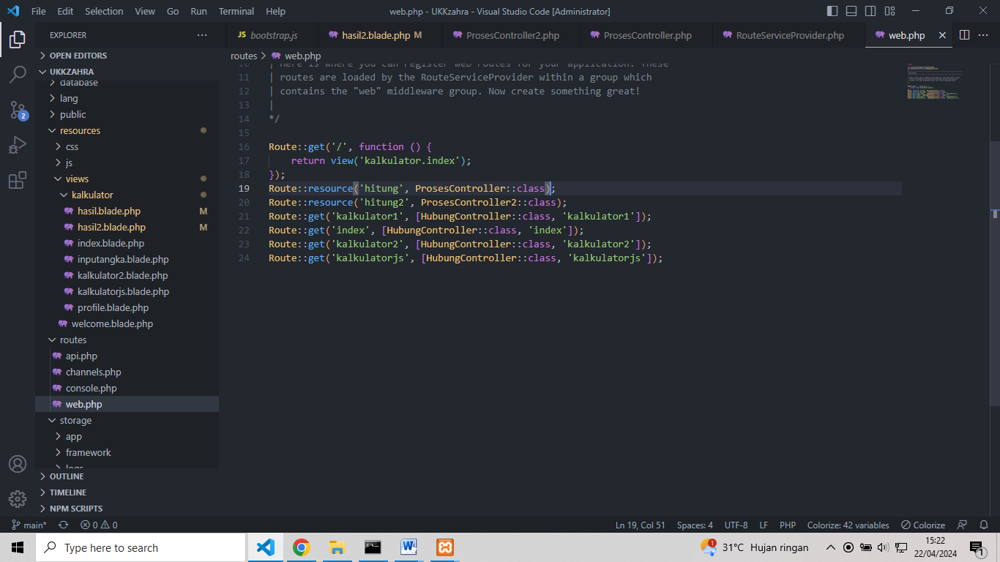 File Edit Selection View Go Run Terminal Help
web.php - UKKzahra - Visual Studio Code [Administrator]
EXPLORER
OPEN EDITORS
UKKZAHRA
database
lang
public
resources
css
js
views
kalkulator
hasil.blade.php M
hasil2.blade.php M
index.blade.php
inputangka.blade.php
kalkulator2.blade.php
kalkulatorjs.blade.php
profile.blade.php
welcome.blade.php
routes
api.php
channels.php
console.php
web.php
storage
app
framework
logs
OUTLINE
TIMELINE
NPM SCRIPTS
2
JS bootstrap.js
hasil2.blade.php M
ProsesController2.php
ProsesController.php
RouteServiceProvider.php
web.php
routes > web.php
10 | Here is where you can register web routes for your application. These
11 | routes are loaded by the RouteServiceProvider within a group which
12 | contains the "web" middleware group. Now create something great!
13 |
14 */
15
16 Route::get('/', function () {
17 return view('kalkulator.index');
18 });
19 Route::resource('hitung', ProsesController::class);
20 Route::resource('hitung2', ProsesController2::class);
21 Route::get('kalkulator1', [HubungController::class, 'kalkulator1']);
22 Route::get('index', [HubungController::class, 'index']);
23 Route::get('kalkulator2', [HubungController::class, 'kalkulator2']);
24 Route::get('kalkulatorjs', [HubungController::class, 'kalkulatorjs']);
main* 0 0
Ln 19, Col 51 Spaces: 4 UTF-8 LF PHP Colorize: 42 variables Colorize
Type here to search
1 31°C Hujan ringan
15:22
22/04/2024
1